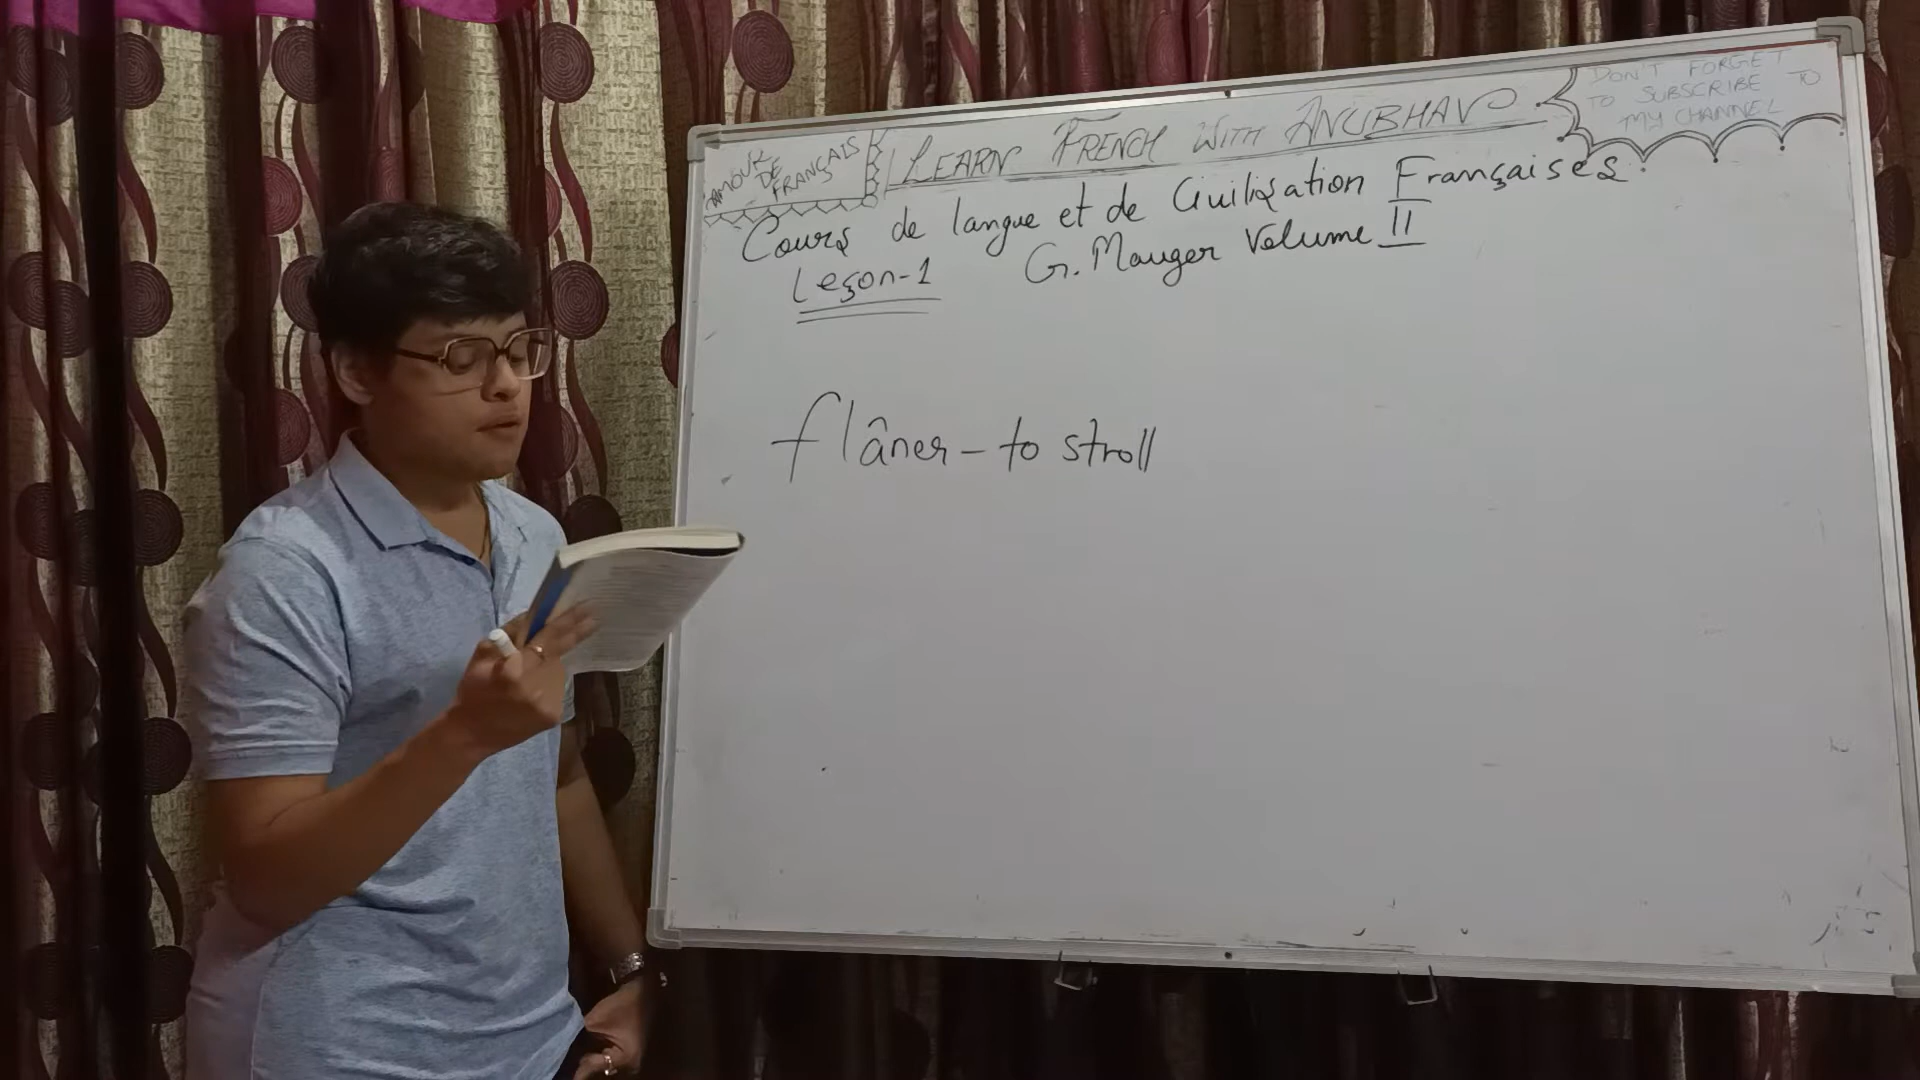 AMOUR
DE
FRANÇAIS
LEARN FRENCH WITH ANUBHAV
DON'T FORGET
TO SUBSCRIBE TO
MY CHANNEL
Cours de langue et de Civilisation Françaises.
Leçon-1 G. Mauger Volume II
flâner - to stroll